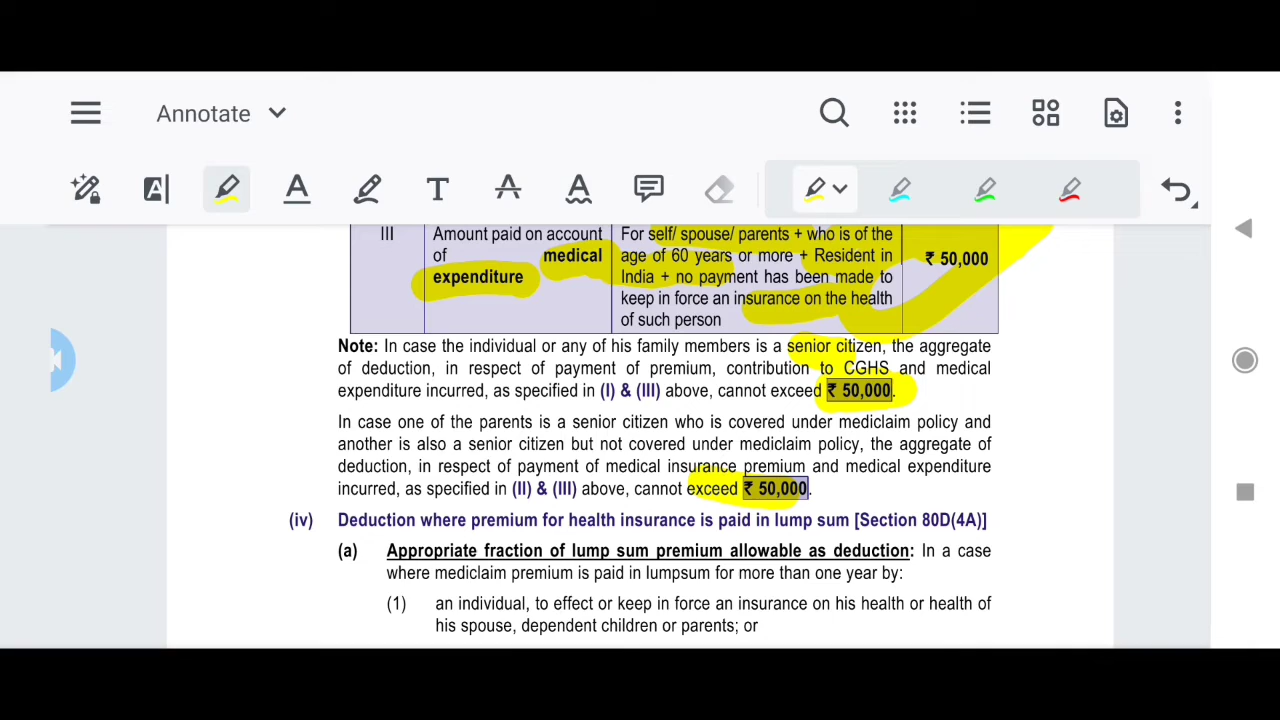 Annotate
A
A
T
A
A
III Amount paid on account For self/ spouse/ parents + who is of the
of medical age of 60 years or more + Resident in ₹ 50,000
expenditure India + no payment has been made to
keep in force an insurance on the health
of such person
Note: In case the individual or any of his family members is a senior citizen, the aggregate
of deduction, in respect of payment of premium, contribution to CGHS and medical
expenditure incurred, as specified in (I) & (III) above, cannot exceed ₹ 50,000.
In case one of the parents is a senior citizen who is covered under mediclaim policy and
another is also a senior citizen but not covered under mediclaim policy, the aggregate of
deduction, in respect of payment of medical insurance premium and medical expenditure
incurred, as specified in (II) & (III) above, cannot exceed ₹ 50,000.
(iv) Deduction where premium for health insurance is paid in lump sum [Section 80D(4A)]
(a) Appropriate fraction of lump sum premium allowable as deduction: In a case
where mediclaim premium is paid in lumpsum for more than one year by:
(1) an individual, to effect or keep in force an insurance on his health or health of
his spouse, dependent children or parents; or